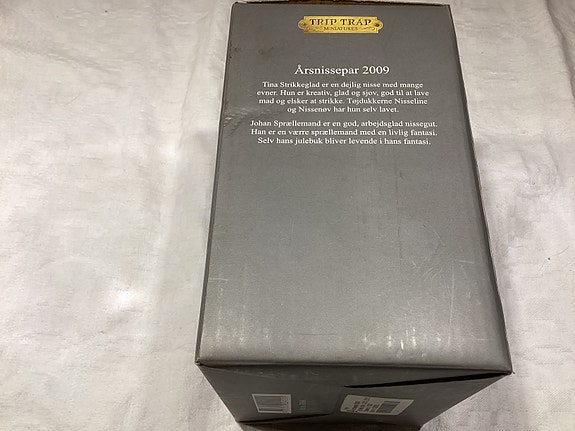 TRIP TRAP
MINIATURES
Årsnissepar 2009
Tina Strikkeglad er en dejlig nisse med mange
evner. Hun er kreativ, glad og sjov, god til at lave
mad og elsker at strikke. Tøjdukkerne Nisseline
og Nissenøv har hun selv lavet.
Johan Sprællemand er en god, arbejdsglad nissegut.
Han er en værre sprællemand med en livlig fantasi.
Selv hans julebuk bliver levende i hans fantasi.